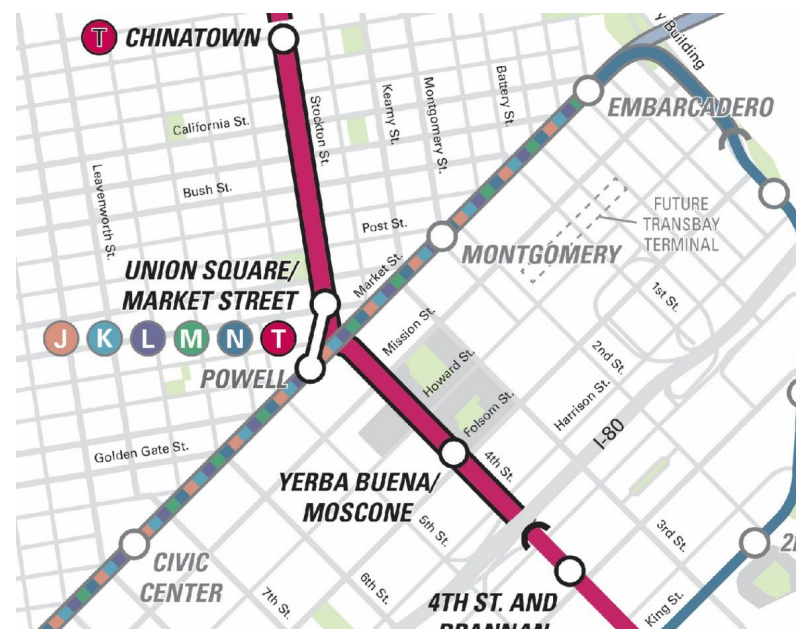 T CHINATOWN
y Building
EMBARCADERO
California St.
Stockton St.
Kearny St.
Montgomery St.
Battery St.
Leavenworth St.
Bush St.
Post St.
FUTURE
TRANSBAY
TERMINAL
MONTGOMERY
UNION SQUARE/
MARKET STREET
Market St.
1st St.
J K L M N T
POWELL
Mission St.
Howard St.
2nd St.
Folsom St.
Harrison St.
I-80
Golden Gate St.
4th St.
YERBA BUENA/
MOSCONE
5th St.
3rd St.
CIVIC
CENTER
6th St.
7th St.
4TH ST. AND
BRANNAN
King St.